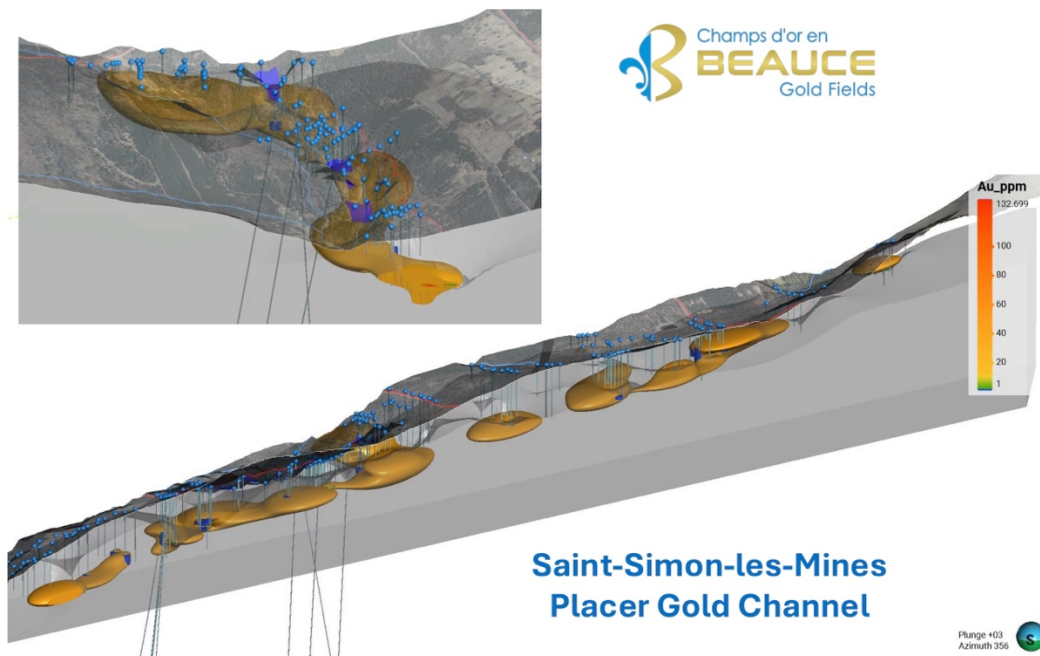 Champs d'or en
BEAUCE
Gold Fields
Au_ppm
132.699
100
80
60
40
20
1
Saint-Simon-les-Mines
Placer Gold Channel
Plunge +03
Azimuth 356
S